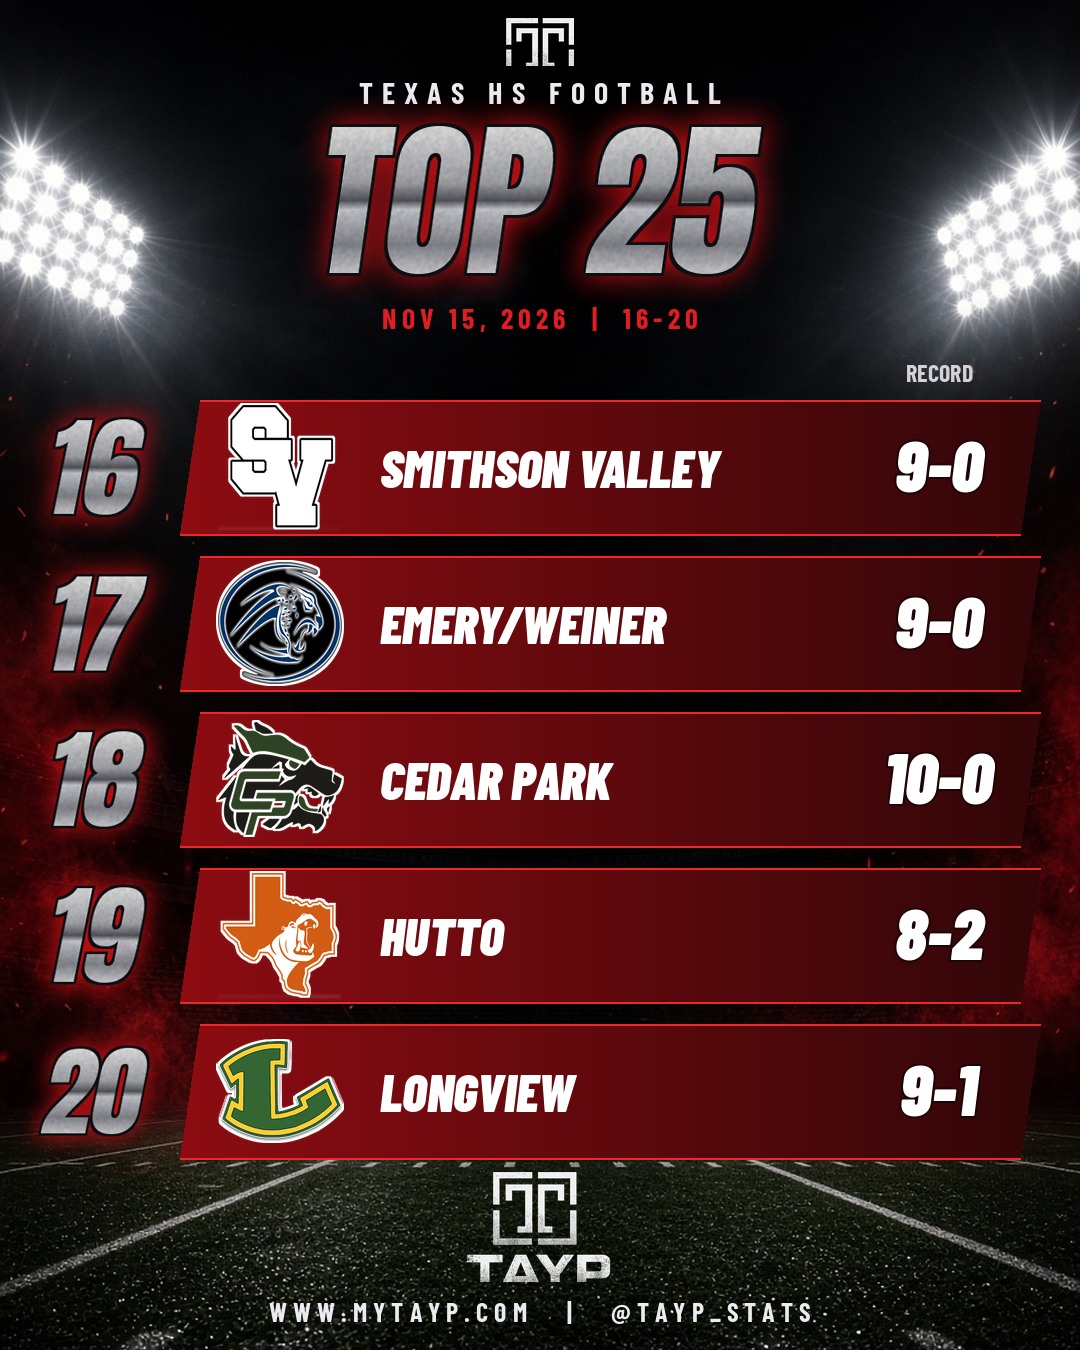 TEXAS HS FOOTBALL
TOP 25
NOV 15, 2026 | 16-20
RECORD
16 SV SMITHSON VALLEY 9-0
17 EMERY/WEINER 9-0
18 CP CEDAR PARK 10-0
19 HUTTO 8-2
20 L LONGVIEW 9-1
TAYP
WWW.MYTAYP.COM | @TAYP_STATS